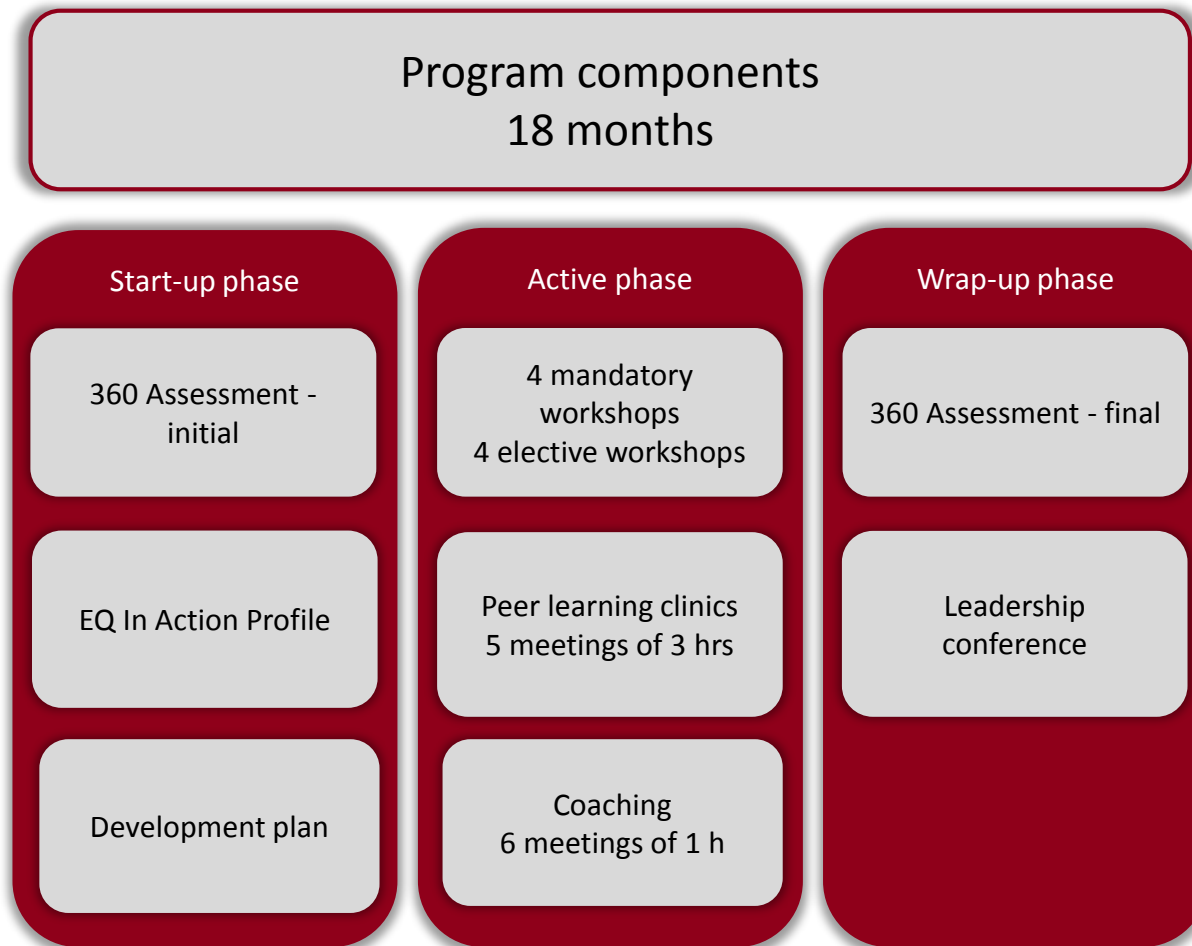 Program components
18 months
Start-up phase
360 Assessment -
initial
EQ In Action Profile
Development plan
Active phase
4 mandatory
workshops
4 elective workshops
Peer learning clinics
5 meetings of 3 hrs
Coaching
6 meetings of 1 h
Wrap-up phase
360 Assessment - final
Leadership
conference